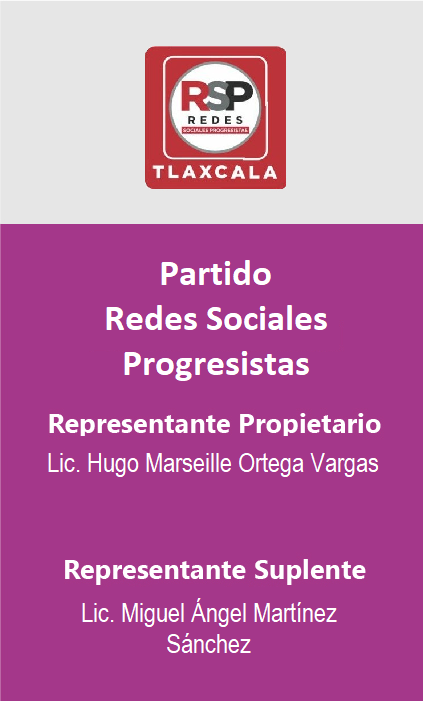 RSP
REDES
SOCIALES PROGRESISTAS
TLAXCALA
Partido
Redes Sociales
Progresistas
Representante Propietario
Lic. Hugo Marseille Ortega Vargas
Representante Suplente
Lic. Miguel Ángel Martínez
Sánchez